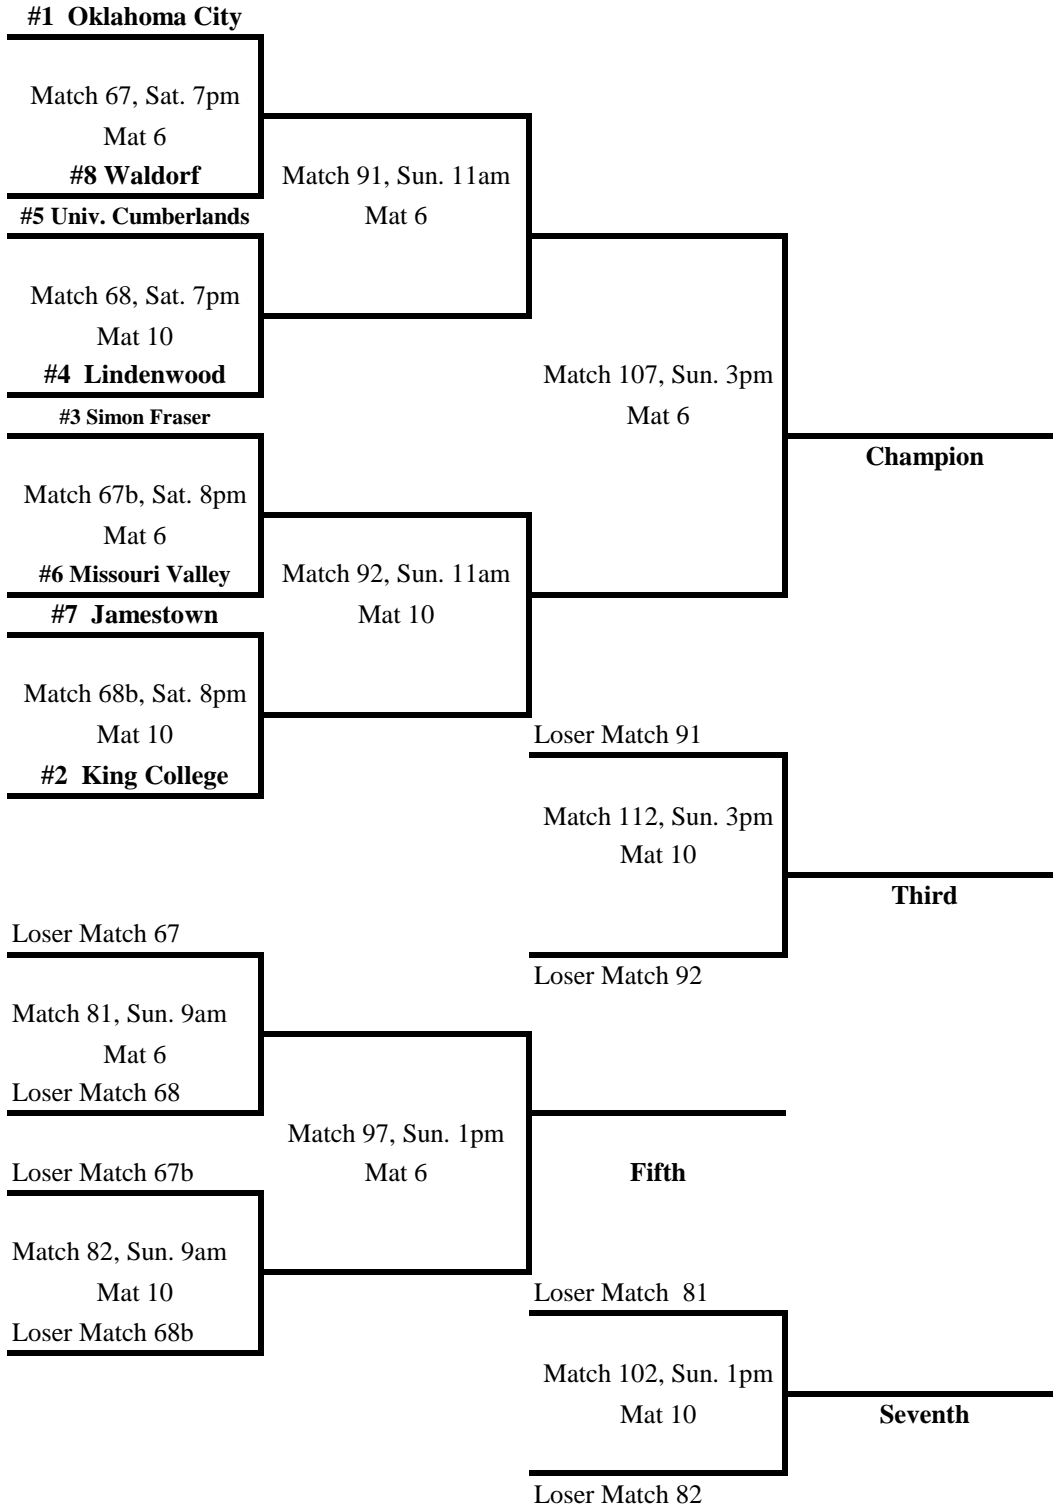 #1  Oklahoma City
Match 67, Sat. 7pm
Mat 6
#8 Waldorf
Match 91, Sun. 11am
#5 Univ. Cumberlands
Mat 6
Match 68, Sat. 7pm
Mat 10
#4  Lindenwood
Match 107, Sun. 3pm
#3 Simon Fraser
Mat 6
Champion
Match 67b, Sat. 8pm
Mat 6
#6 Missouri Valley
Match 92, Sun. 11am
#7  Jamestown
Mat 10
Match 68b, Sat. 8pm
Mat 10
Loser Match 91
#2  King College
Match 112, Sun. 3pm
Mat 10
Third
Loser Match 67
Loser Match 92
Match 81, Sun. 9am
Mat 6
Loser Match 68
Match 97, Sun. 1pm
Loser Match 67b
Mat 6
Fifth
Match 82, Sun. 9am
Mat 10
Loser Match  81
Loser Match 68b
Match 102, Sun. 1pm
Mat 10
Seventh
Loser Match 82